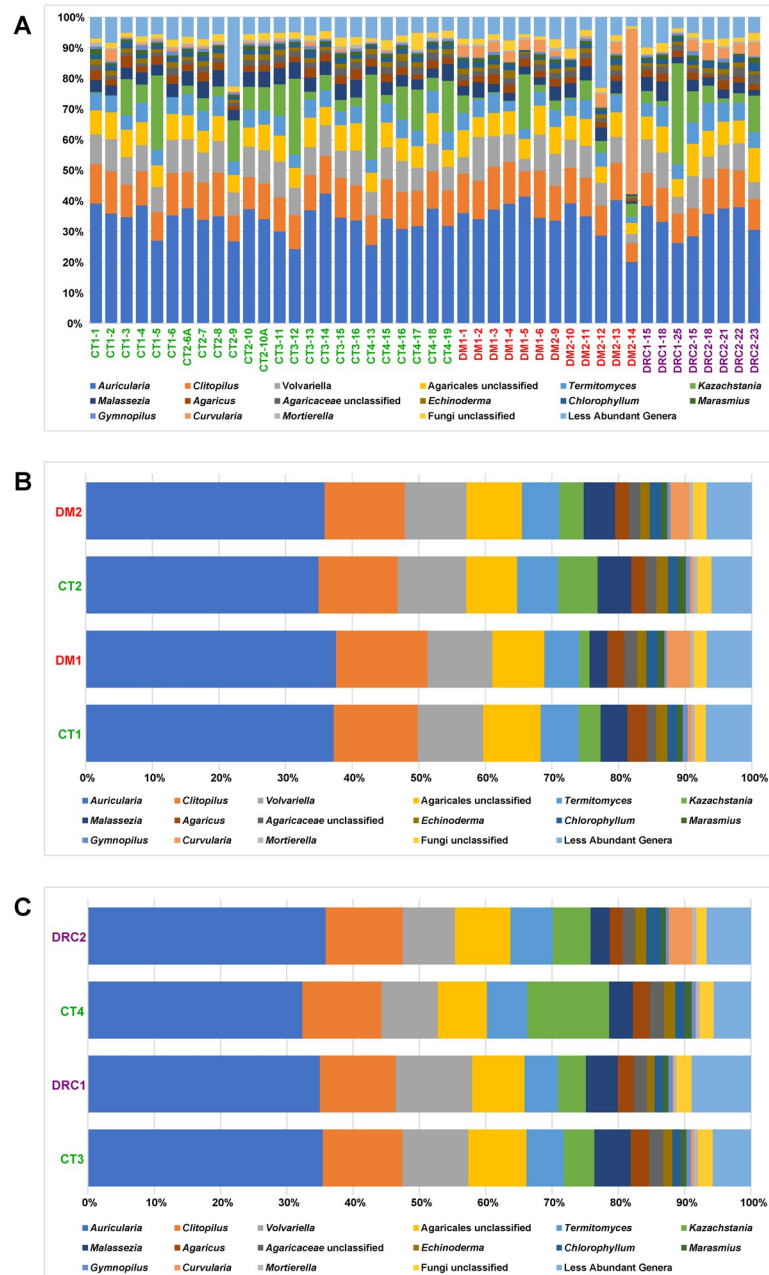 A
100%
90%
80%
70%
60%
50%
40%
30%
20%
10%
0%
CT1-1 CT1-2 CT1-3 CT1-4 CT1-5 CT1-6 CT2-6A CT2-7 CT2-8 CT2-9 CT2-10 CT2-10A CT3-11 CT3-12 CT3-13 CT3-14 CT3-15 CT3-16 CT4-13 CT4-15 CT4-16 CT4-17 CT4-18 CT4-19 DM1-1 DM1-2 DM1-3 DM1-4 DM1-5 DM1-6 DM2-9 DM2-10 DM2-11 DM2-12 DM2-13 DM2-14 DRC1-15 DRC1-18 DRC1-25 DRC2-15 DRC2-18 DRC2-21 DRC2-22 DRC2-23
Auricularia Clitopilus Volvariella Agaricales unclassified Termitomyces Kazachstania
Malassezia Agaricus Agaricaceae unclassified Echinoderma Chlorophyllum Marasmius
Gymnopilus Curvularia Mortierella Fungi unclassified Less Abundant Genera
B
DM2
CT2
DM1
CT1
0% 10% 20% 30% 40% 50% 60% 70% 80% 90% 100%
Auricularia Clitopilus Volvariella Agaricales unclassified Termitomyces Kazachstania
Malassezia Agaricus Agaricaceae unclassified Echinoderma Chlorophyllum Marasmius
Gymnopilus Curvularia Mortierella Fungi unclassified Less Abundant Genera
C
DRC2
CT4
DRC1
CT3
0% 10% 20% 30% 40% 50% 60% 70% 80% 90% 100%
Auricularia Clitopilus Volvariella Agaricales unclassified Termitomyces Kazachstania
Malassezia Agaricus Agaricaceae unclassified Echinoderma Chlorophyllum Marasmius
Gymnopilus Curvularia Mortierella Fungi unclassified Less Abundant Genera